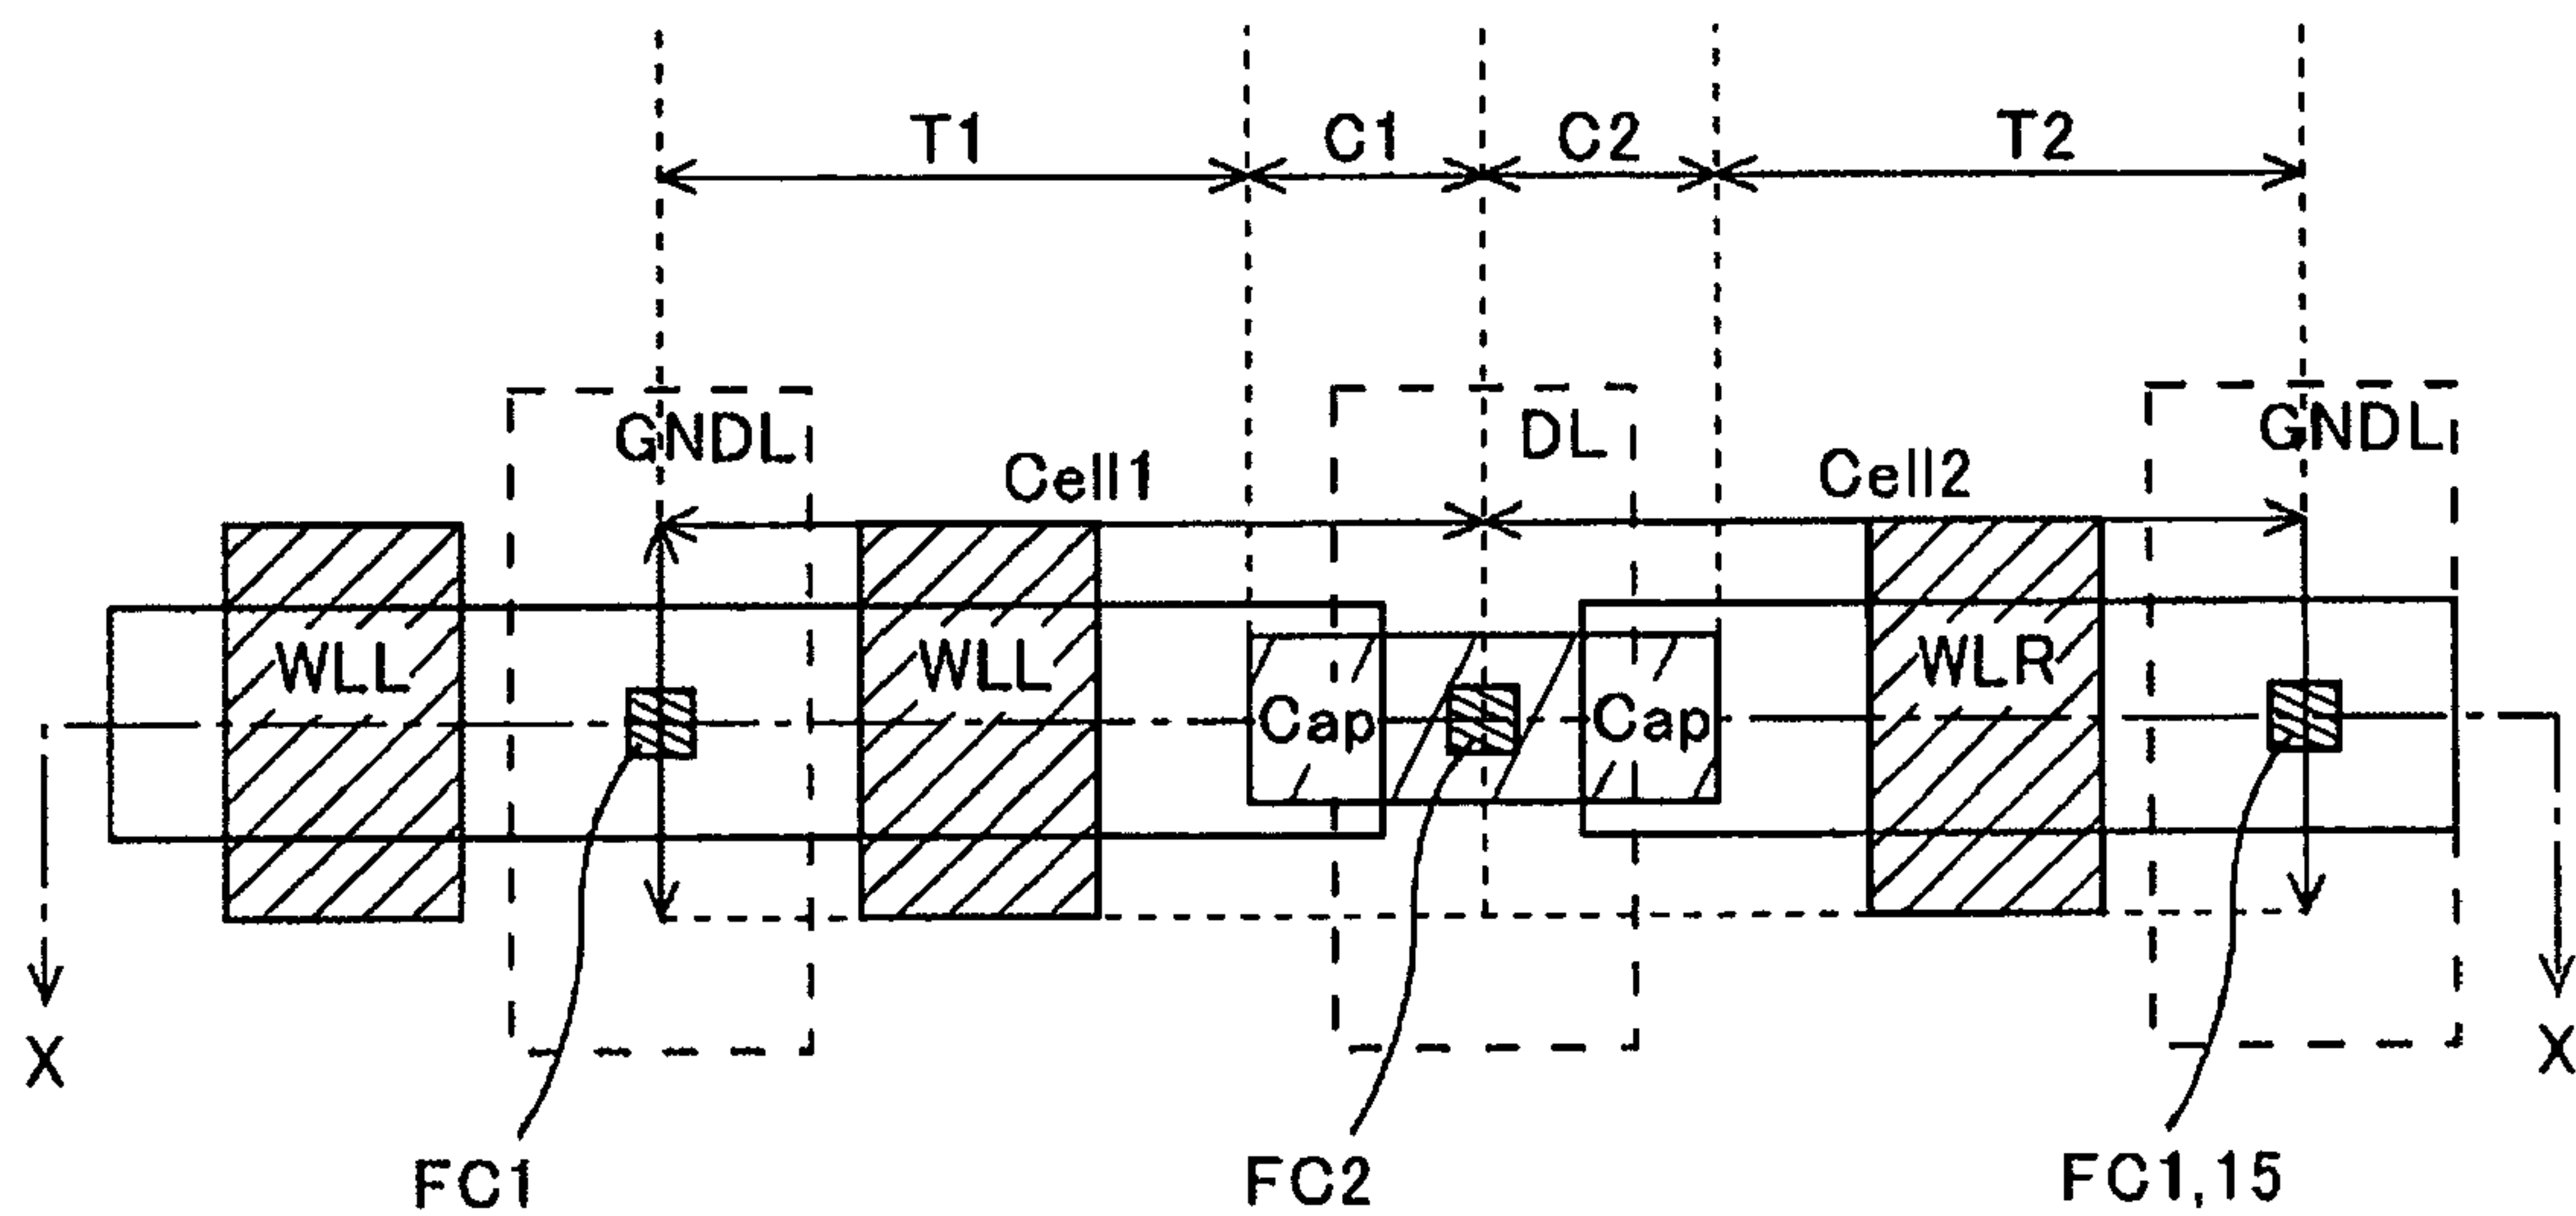 T1 C1 C2 T2
GNDL DL GNDL
Cell1 Cell2
WLL WLL WLR
Cap Cap
X X
FC1 FC2 FC1,15